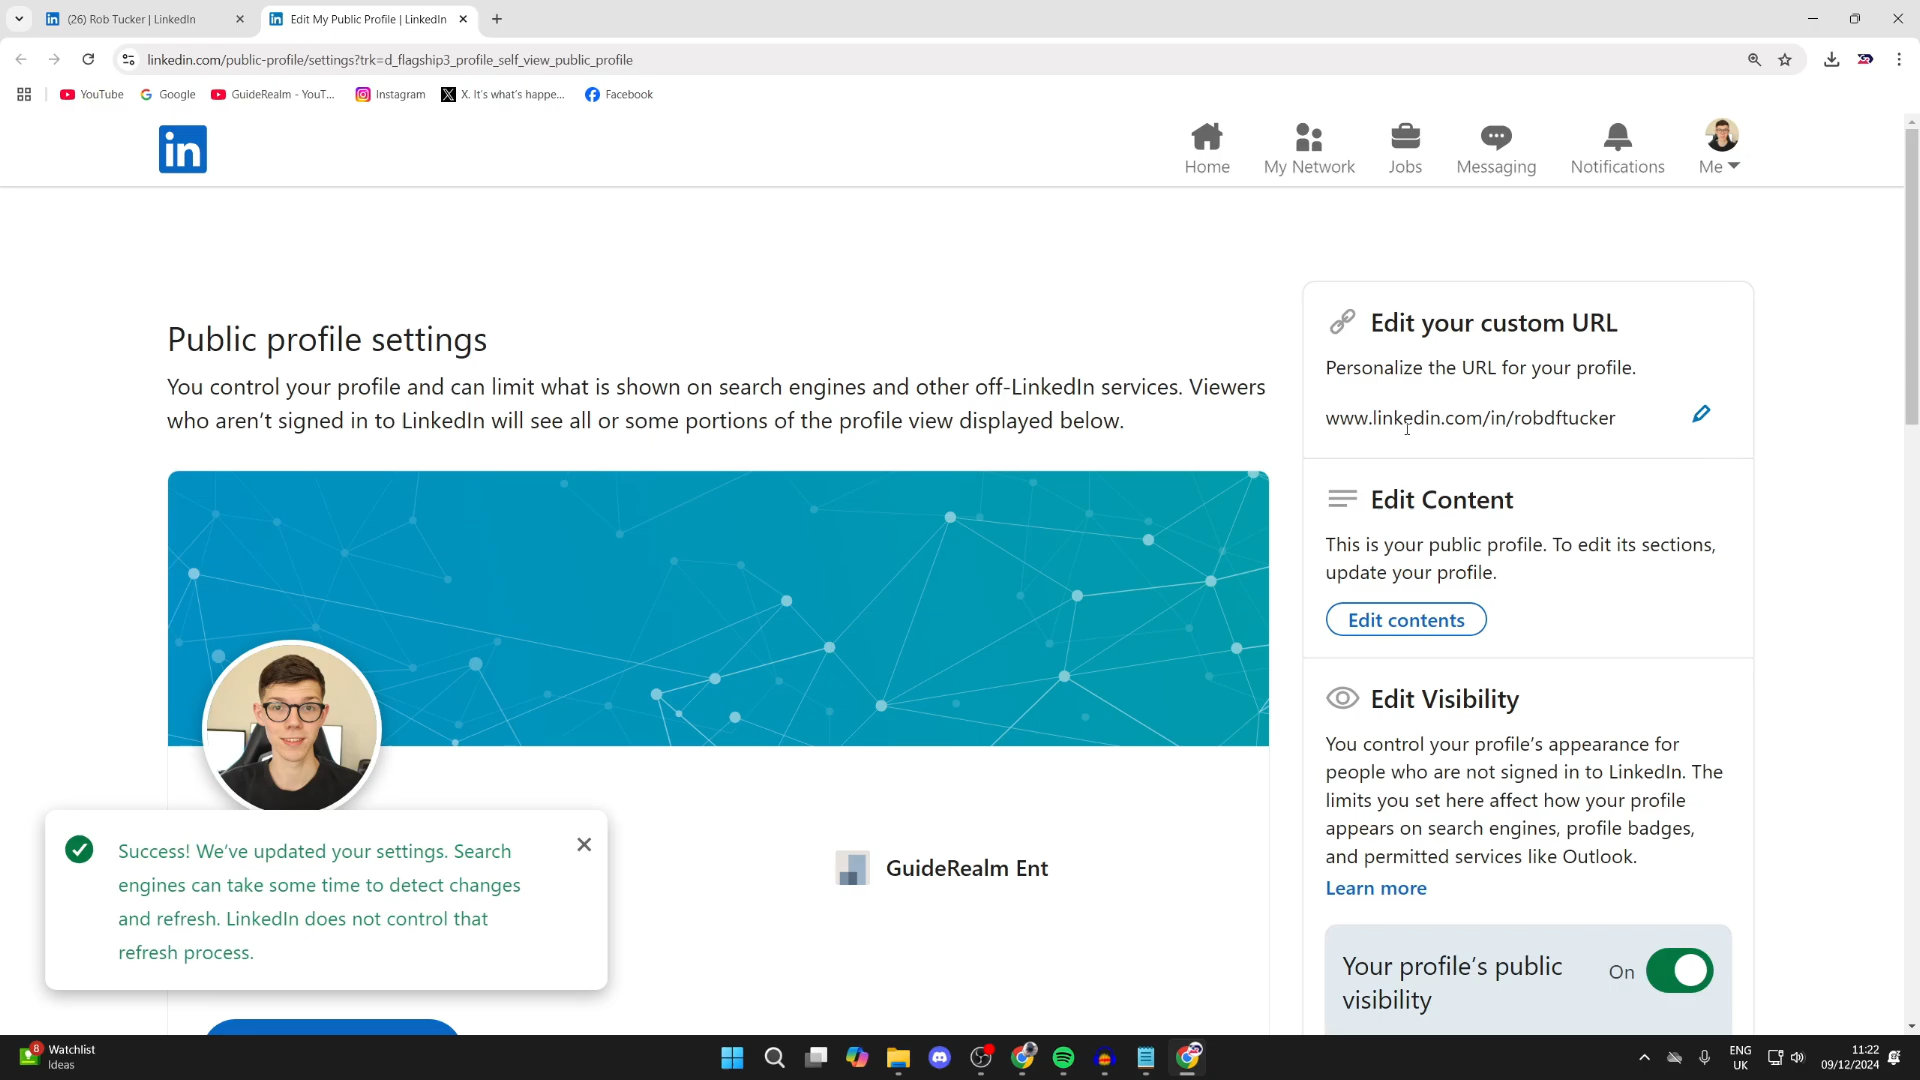 (26) Rob Tucker | LinkedIn
Edit My Public Profile | LinkedIn
linkedin.com/public-profile/settings?trk=d_flagship3_profile_self_view_public_profile
YouTube
Google
GuideRealm - YouT...
Instagram
X. It's what's happe...
Facebook
in
Home
My Network
Jobs
Messaging
Notifications
Me
Public profile settings
You control your profile and can limit what is shown on search engines and other off-LinkedIn services. Viewers
who aren't signed in to LinkedIn will see all or some portions of the profile view displayed below.
Edit your custom URL
Personalize the URL for your profile.
www.linkedin.com/in/robdftucker
Edit Content
This is your public profile. To edit its sections,
update your profile.
Edit contents
Edit Visibility
You control your profile's appearance for
people who are not signed in to LinkedIn. The
limits you set here affect how your profile
appears on search engines, profile badges,
and permitted services like Outlook.
Learn more
Your profile's public
visibility
On
GuideRealm Ent
Success! We've updated your settings. Search
engines can take some time to detect changes
and refresh. LinkedIn does not control that
refresh process.
8
Watchlist
Ideas
ENG
UK
11:22
09/12/2024